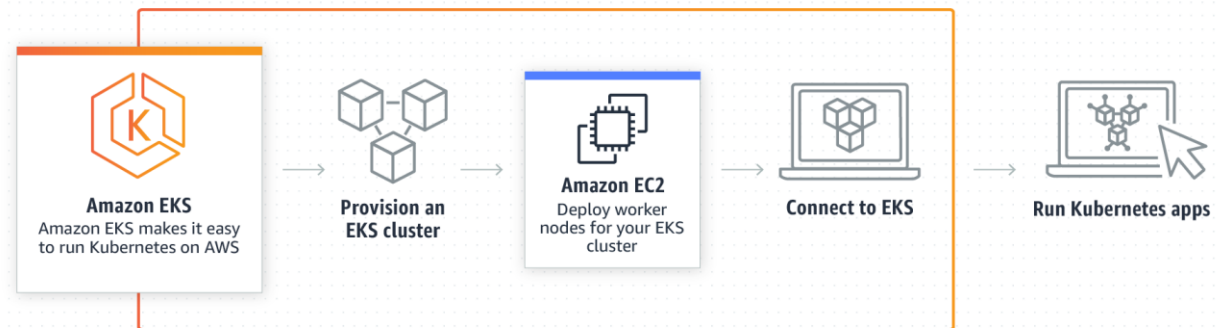 K
Amazon EKS
Amazon EKS makes it easy
to run Kubernetes on AWS
Provision an
EKS cluster
Amazon EC2
Deploy worker
nodes for your EKS
cluster
Connect to EKS
Run Kubernetes apps